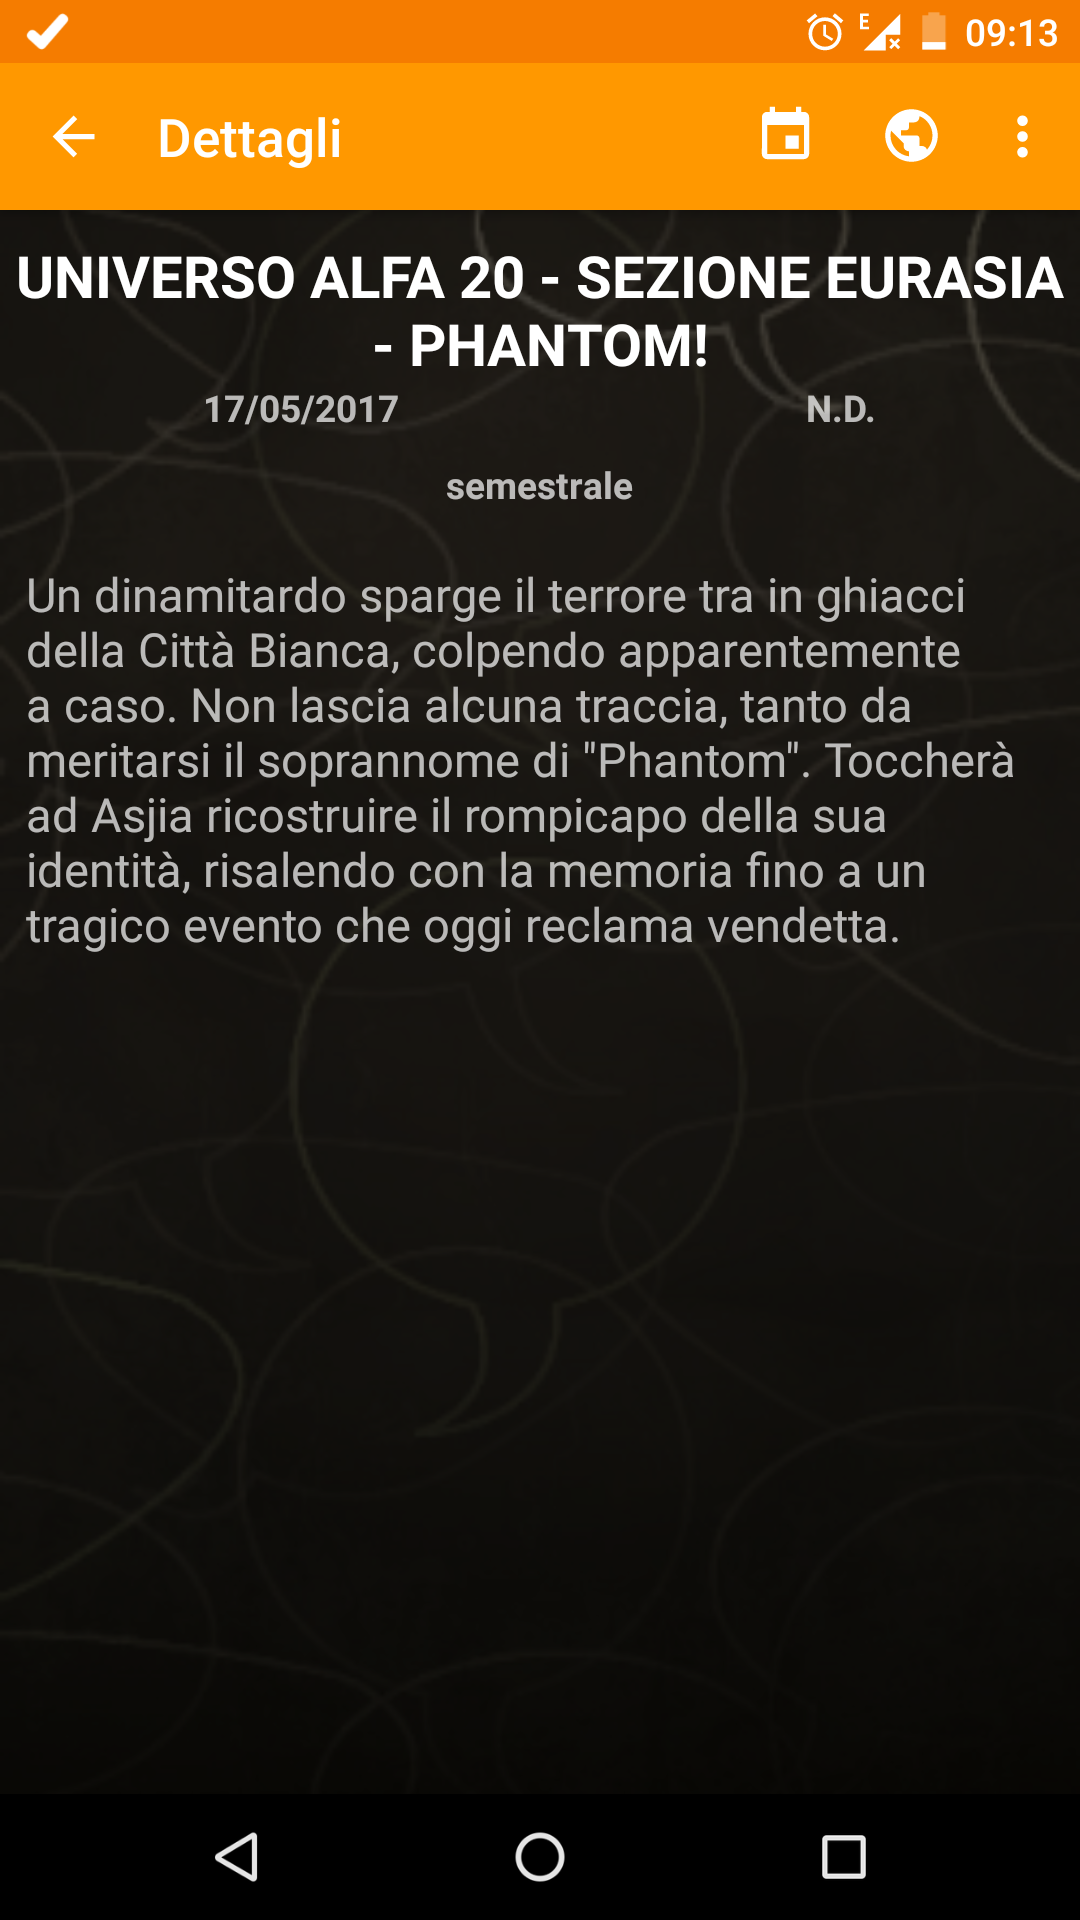 E 09:13
Dettagli
UNIVERSO ALFA 20 - SEZIONE EURASIA
- PHANTOM!
17/05/2017 N.D.
semestrale
Un dinamitardo sparge il terrore tra in ghiacci
della Città Bianca, colpendo apparentemente
a caso. Non lascia alcuna traccia, tanto da
meritarsi il soprannome di "Phantom". Toccherà
ad Asjia ricostruire il rompicapo della sua
identità, risalendo con la memoria fino a un
tragico evento che oggi reclama vendetta.